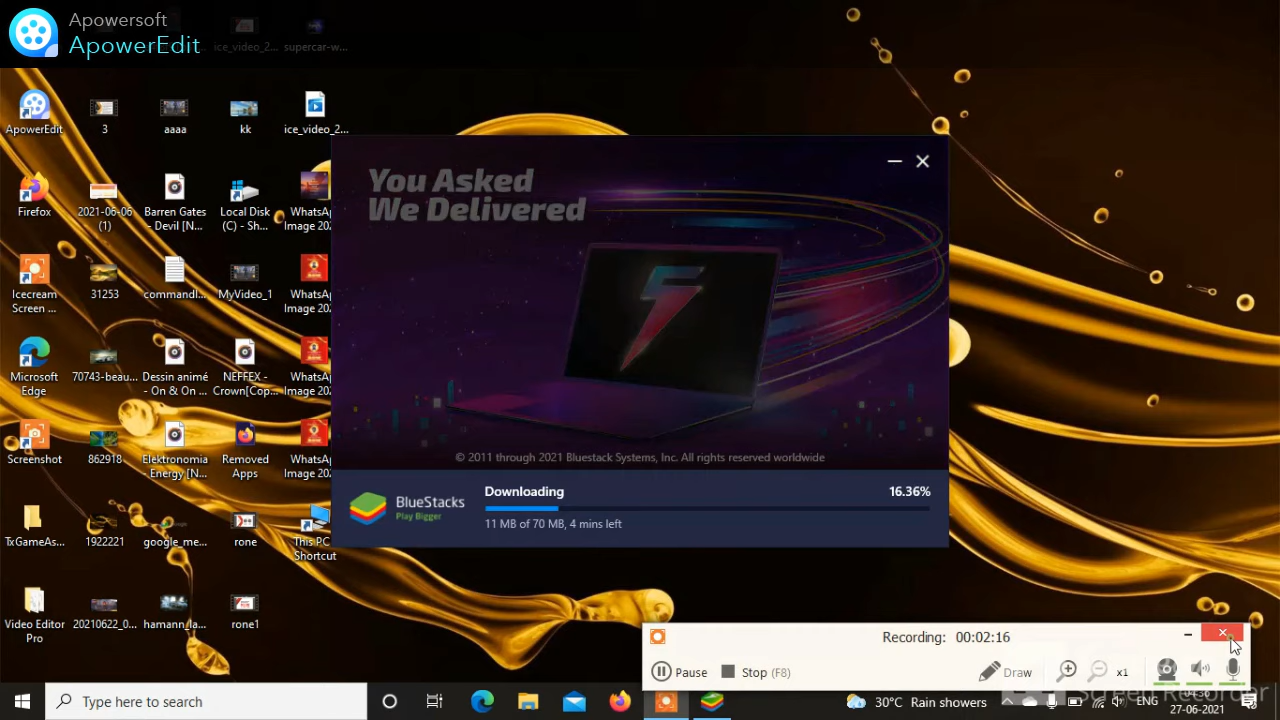 Apowersoft
ApowerEdit
ice_video_2...
supercar-w...
ApowerEdit
3
aaaa
kk
ice_video_2...
Firefox
2021-06-06
(1)
Barren Gates
- Devil [N...
Local Disk
(C) - Sh...
WhatsAp
Image 202
Icecream
Screen ...
31253
commandl...
MyVideo_1
WhatsAp
Image 202
Microsoft
Edge
70743-beau...
Dessin animé
- On & On ...
NEFFEX -
Crown[Cop...
WhatsAp
Image 202
Screenshot
862918
Elektronomia
- Energy [N...
Removed
Apps
WhatsAp
Image 202
TxGameAs...
1922221
google_me...
rone
This PC -
Shortcut
Video Editor
Pro
20210622_0...
hamann_la...
rone1
You Asked
We Delivered
© 2011 through 2021 Bluestack Systems, Inc. All rights reserved worldwide
BlueStacks
Play Bigger
Downloading
16.36%
11 MB of 70 MB, 4 mins left
Recording: 00:02:16
Pause
Stop (F8)
Draw
x1
Screen Recorder
Type here to search
30°C Rain showers
ENG
04:36
27-06-2021